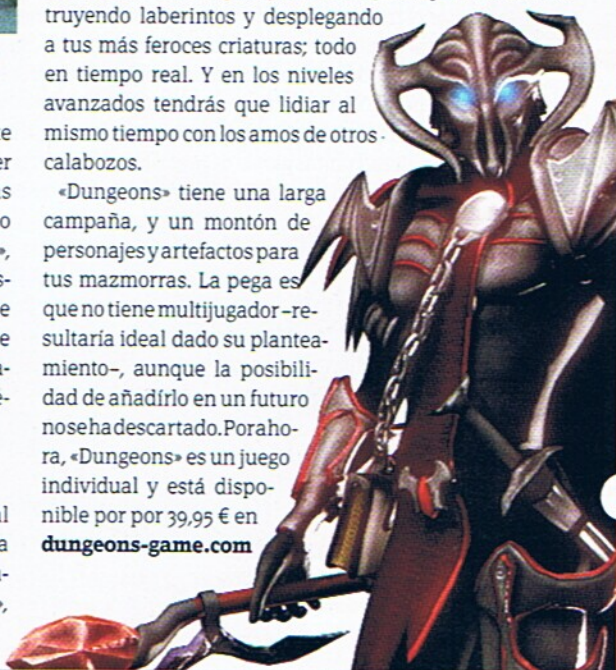 truyendo laberintos y desplegando
a tus más feroces criaturas; todo
en tiempo real. Y en los niveles
avanzados tendrás que lidiar al
mismo tiempo con los amos de otros
calabozos.
«Dungeons» tiene una larga
campaña, y un montón de
personajes y artefactos para
tus mazmorras. La pega es
que no tiene multijugador –re-
sultaría ideal dado su plantea-
miento–, aunque la posibili-
dad de añadírlo en un futuro
no se ha descartado. Por aho-
ra, «Dungeons» es un juego
individual y está dispo-
nible por por 39,95 € en
dungeons-game.com